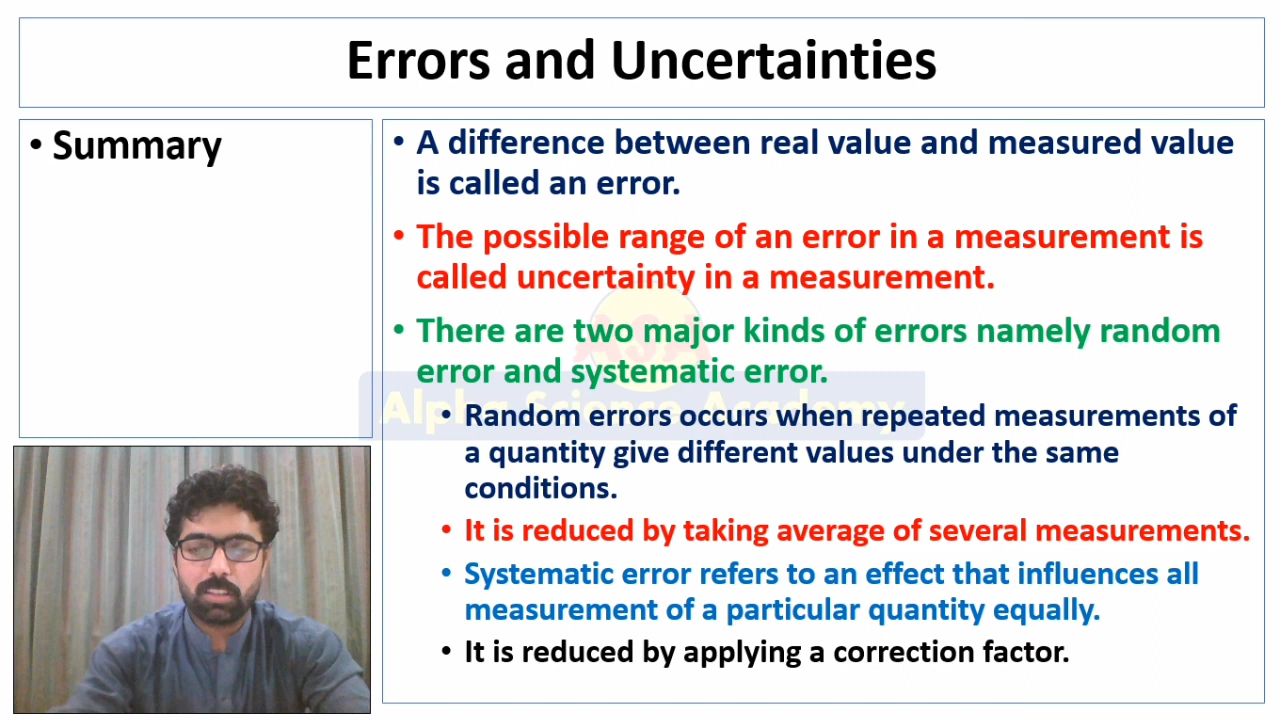 Errors and Uncertainties
• Summary
• A difference between real value and measured value
is called an error.
• The possible range of an error in a measurement is
called uncertainty in a measurement.
• There are two major kinds of errors namely random
error and systematic error.
• Random errors occurs when repeated measurements of
a quantity give different values under the same
conditions.
• It is reduced by taking average of several measurements.
• Systematic error refers to an effect that influences all
measurement of a particular quantity equally.
• It is reduced by applying a correction factor.
ASA
Alpha Science Academy